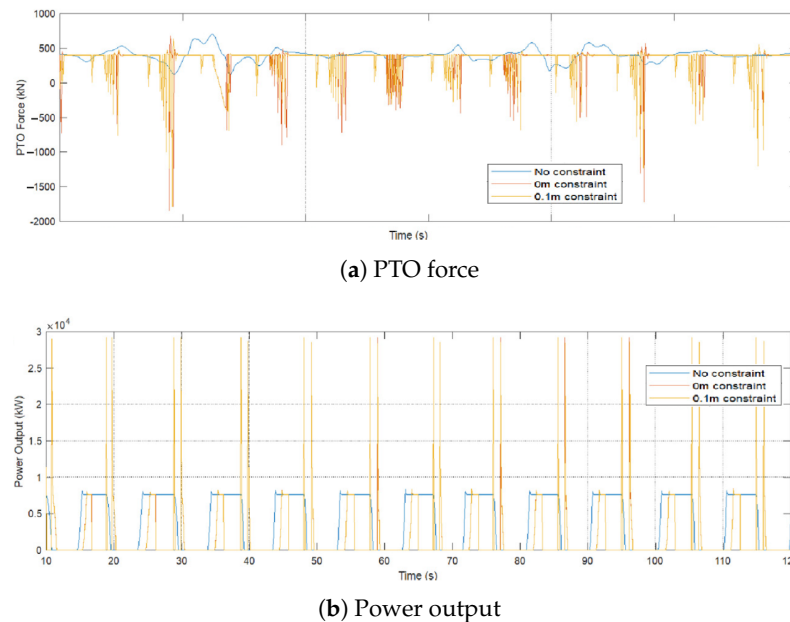 1000
500
0
−500
−1000
−1500
−2000
PTO Force (kN)
No constraint
0m constraint
0.1m constraint
Time (s)
(a) PTO force
×10⁴
3
2.5
2
1.5
1
0.5
0
Power Output (kW)
No constraint
0m constraint
0.1m constraint
10 20 30 40 50 60 70 80 90 100 110 120
Time (s)
(b) Power output